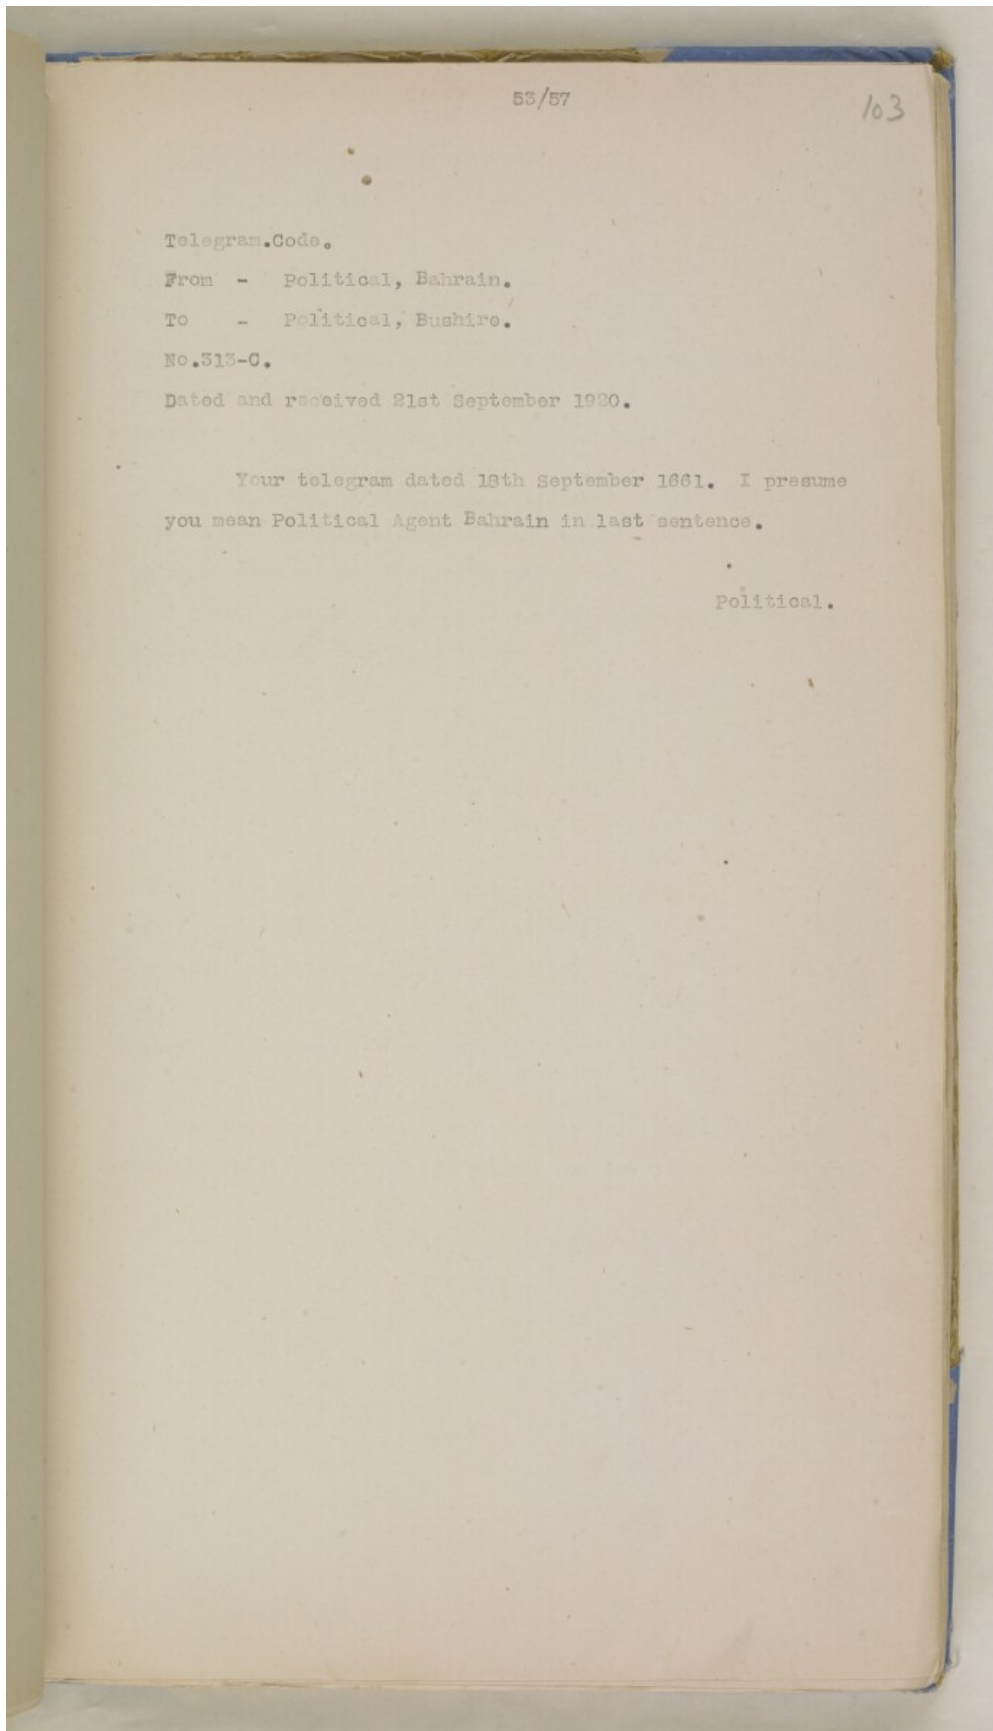 53/57
103
Telegram.Code.
From - Political, Bahrain.
To - Political, Bushire.
No.313-C.
Dated and received 21st September 1920.
Your telegram dated 18th September 1661. I presume
you mean Political Agent Bahrain in last sentence.
Political.